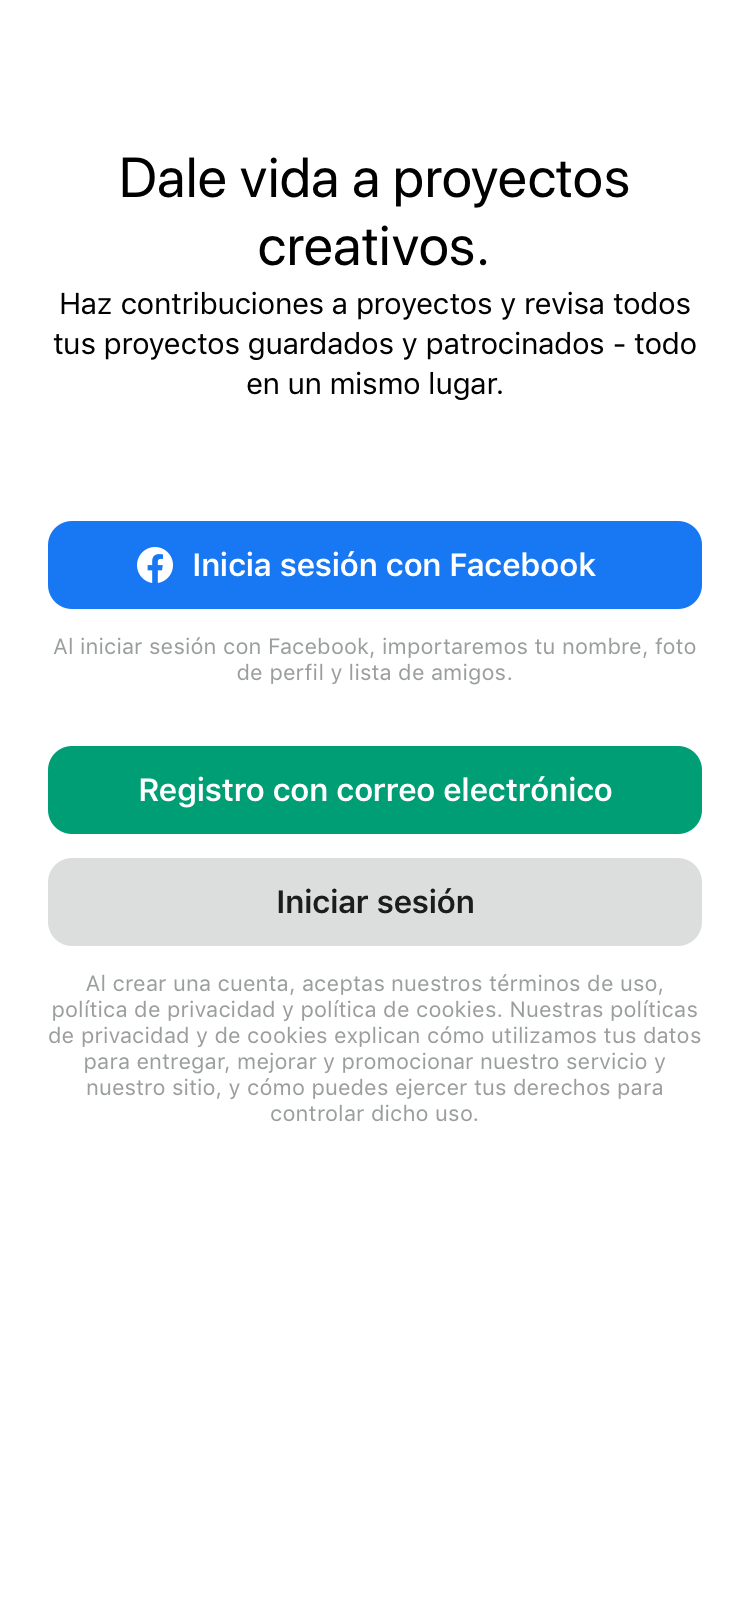 Dale vida a proyectos
creativos.
Haz contribuciones a proyectos y revisa todos
tus proyectos guardados y patrocinados - todo
en un mismo lugar.
Inicia sesión con Facebook
Al iniciar sesión con Facebook, importaremos tu nombre, foto
de perfil y lista de amigos.
Registro con correo electrónico
Iniciar sesión
Al crear una cuenta, aceptas nuestros términos de uso,
política de privacidad y política de cookies. Nuestras políticas
de privacidad y de cookies explican cómo utilizamos tus datos
para entregar, mejorar y promocionar nuestro servicio y
nuestro sitio, y cómo puedes ejercer tus derechos para
controlar dicho uso.